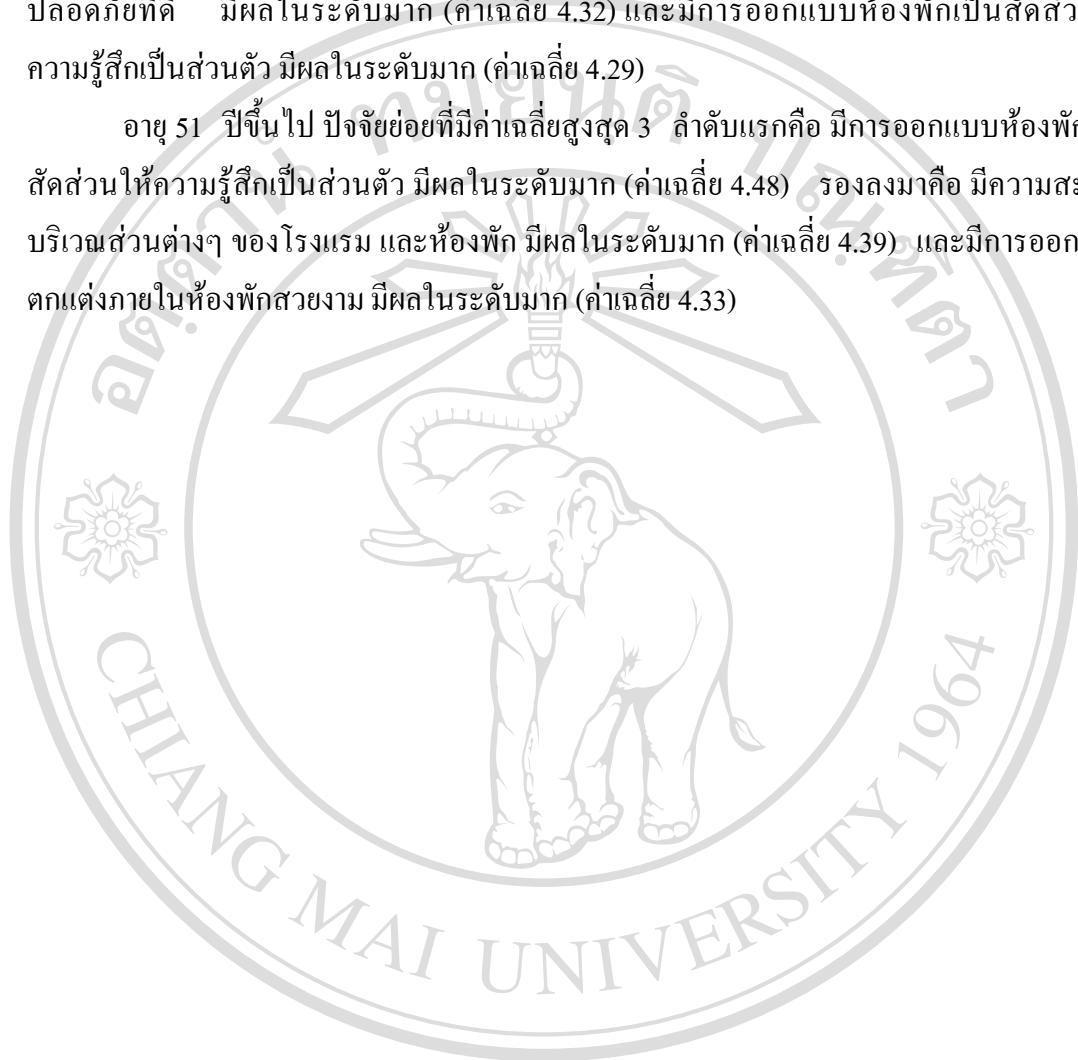 ปลอดภัยที่ดี มีผลในระดับมาก (ค่าเฉลี่ย 4.32) และมีการออกแบบห้องพักเป็นสัดส่ว
ความรู้สึกเป็นส่วนตัว มีผลในระดับมาก (ค่าเฉลี่ย 4.29)
อายุ 51 ปีขึ้นไป ปัจจัยย่อยที่มีค่าเฉลี่ยสูงสุด 3 ลำดับแรกคือ มีการออกแบบห้องพัก
สัดส่วนให้ความรู้สึกเป็นส่วนตัว มีผลในระดับมาก (ค่าเฉลี่ย 4.48) รองลงมาคือ มีความสะ
บริเวณส่วนต่างๆ ของโรงแรม และห้องพัก มีผลในระดับมาก (ค่าเฉลี่ย 4.39) และมีการออก
ตกแต่งภายในห้องพักสวยงาม มีผลในระดับมาก (ค่าเฉลี่ย 4.33)
อตฺตานํ ทมยนฺติ ปณฺฑิตา
CHIANG MAI UNIVERSITY 1964